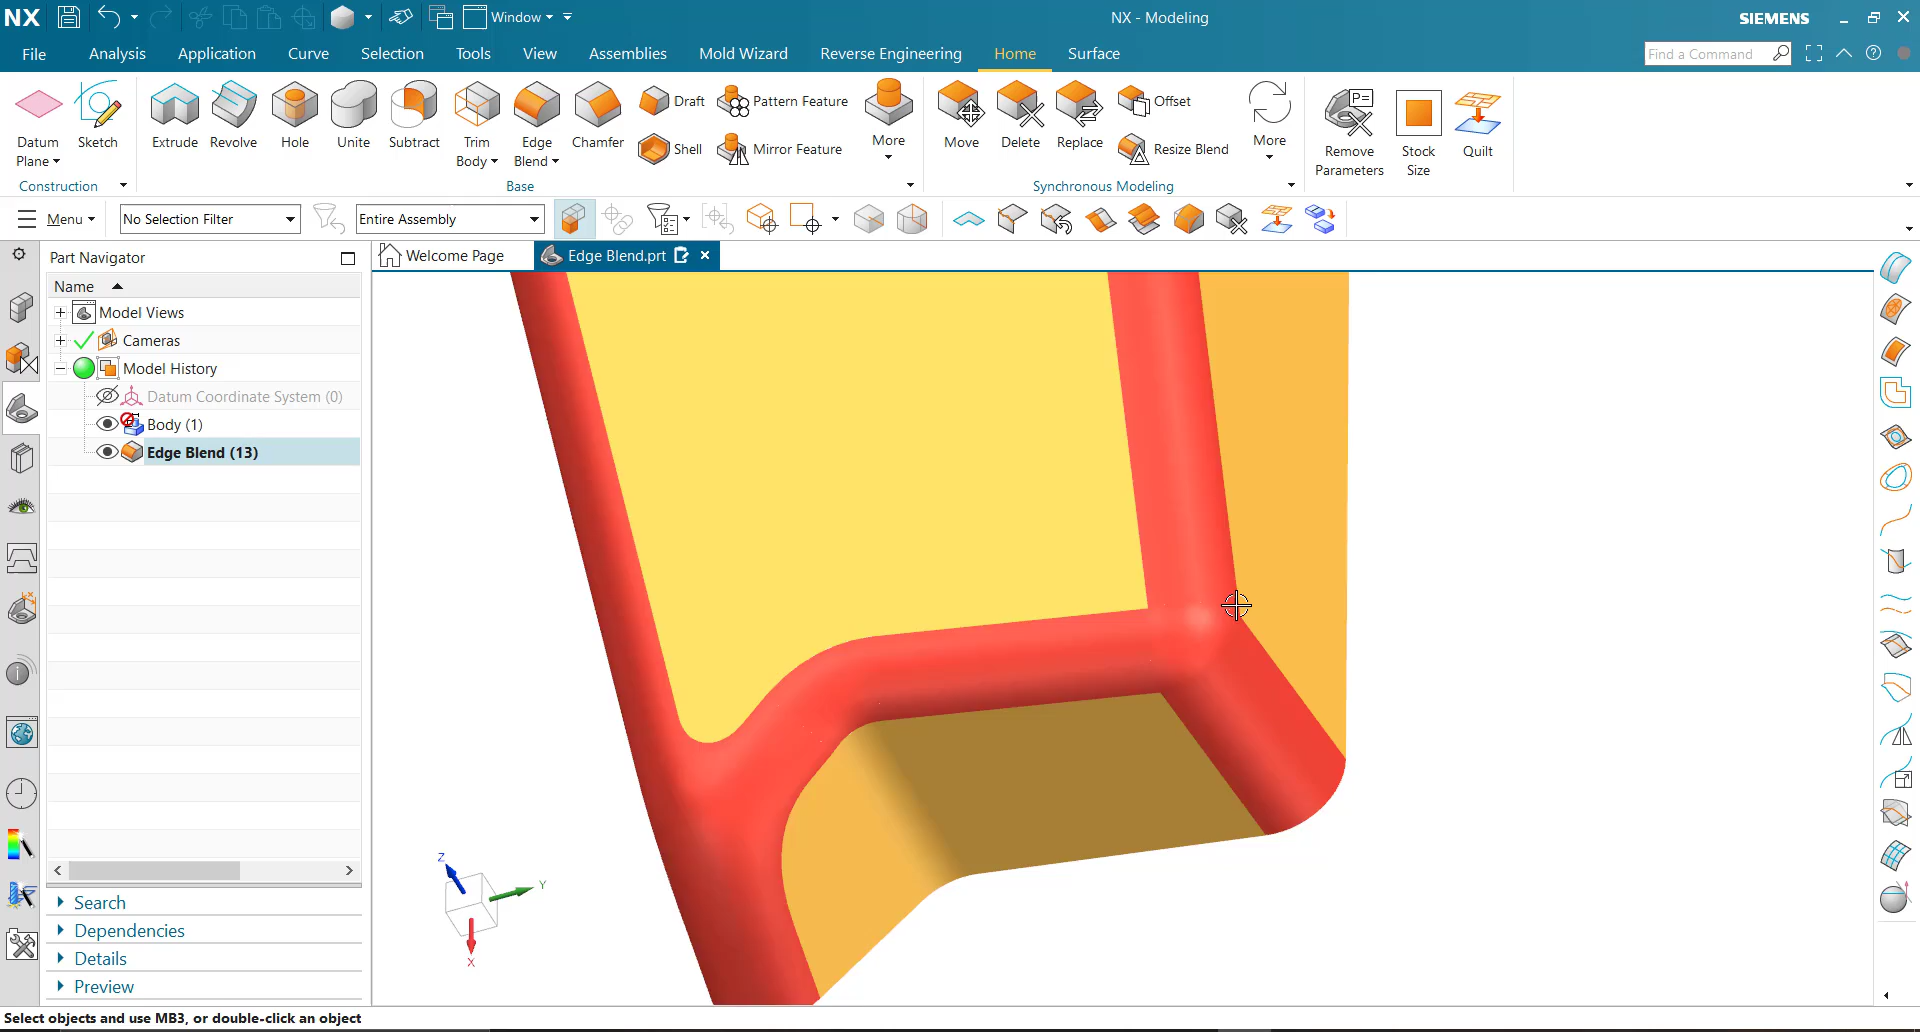 NX
Window
NX - Modeling
SIEMENS
File
Analysis
Application
Curve
Selection
Tools
View
Assemblies
Mold Wizard
Reverse Engineering
Home
Surface
Find a Command
Datum
Plane
Sketch
Extrude
Revolve
Hole
Unite
Subtract
Trim
Body
Edge
Blend
Chamfer
Draft
Shell
Pattern Feature
Mirror Feature
More
Move
Delete
Replace
Offset
Resize Blend
More
P=
Remove
Parameters
Stock
Size
Quilt
Construction
Base
Synchronous Modeling
Menu
No Selection Filter
Entire Assembly
Part Navigator
Welcome Page
Edge Blend.prt
Name
Model Views
Cameras
Model History
Datum Coordinate System (0)
Body (1)
Edge Blend (13)
Search
Dependencies
Details
Preview
Z
Y
X
Select objects and use MB3, or double-click an object